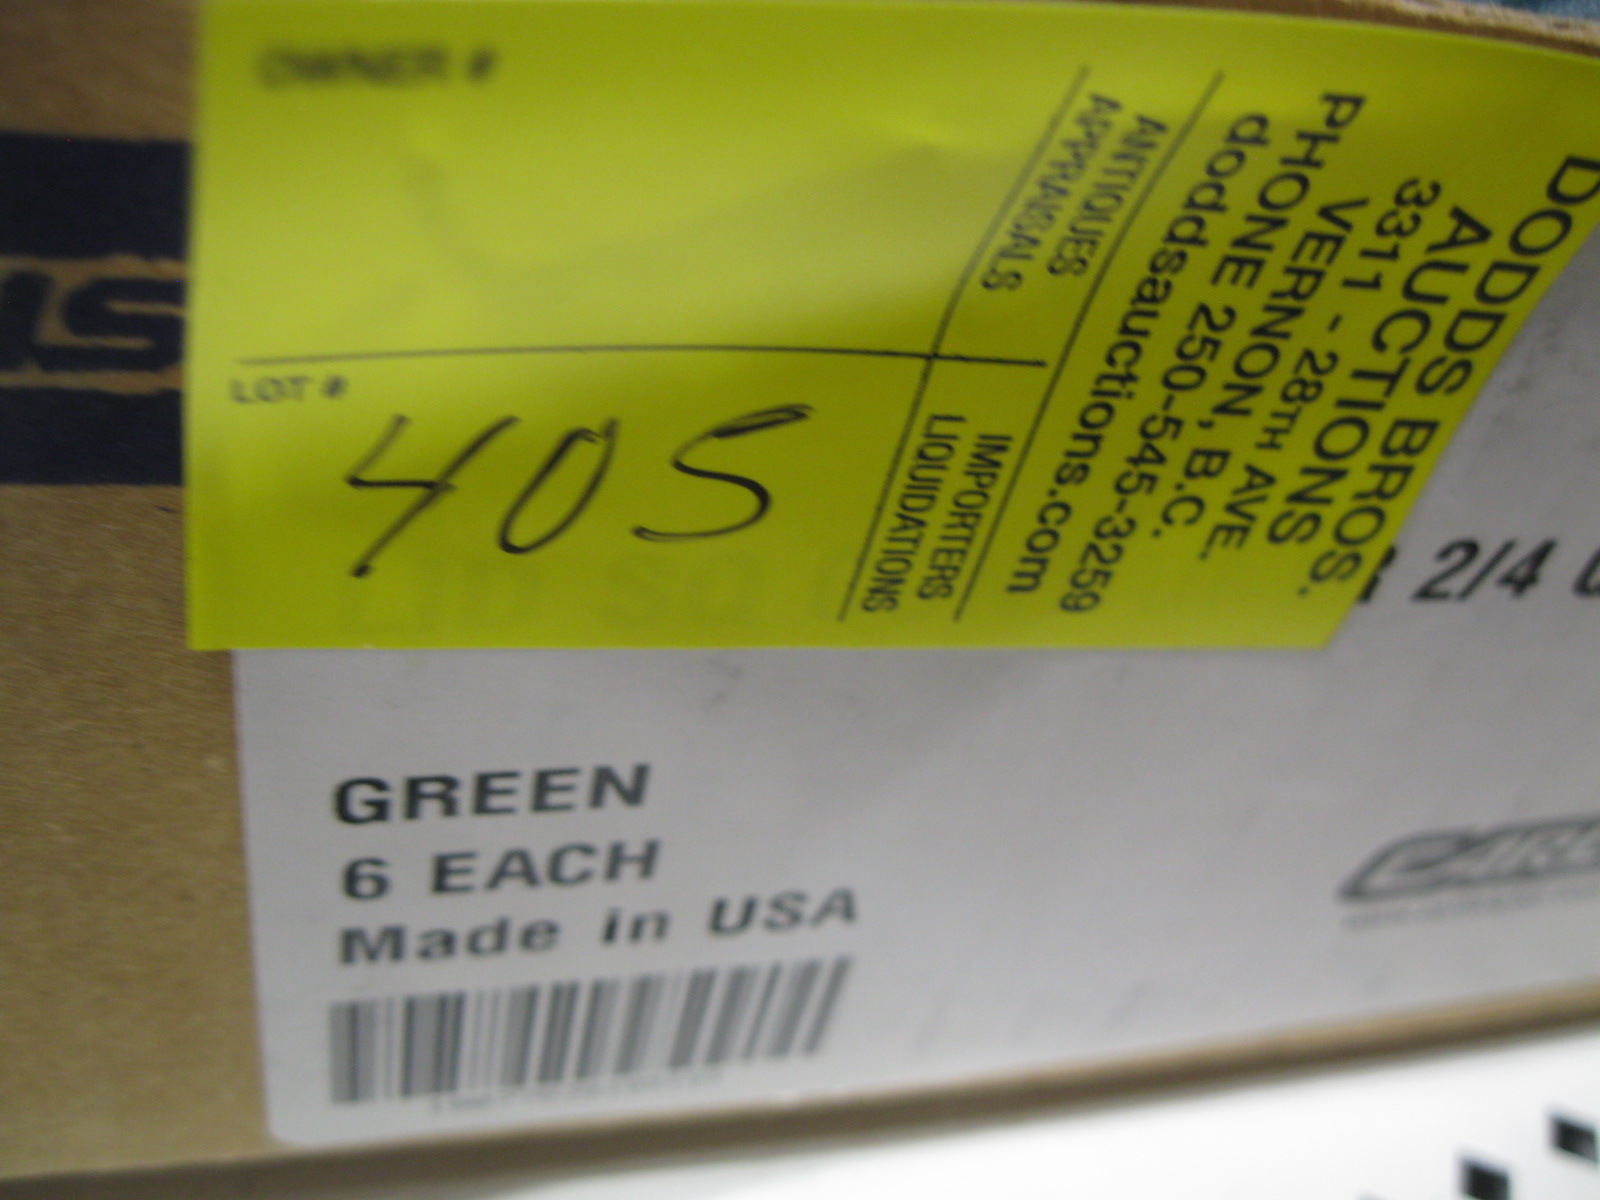 OWNER #
LOT #
405
ANTIQUES
APPRAISALS
IMPORTERS
LIQUIDATIONS
DODDS BROS.
AUCTIONS
3311 - 28TH AVE.
VERNON, B.C.
PHONE 250-545-3259
doddsauctions.com
2/4
GREEN
6 EACH
Made in USA